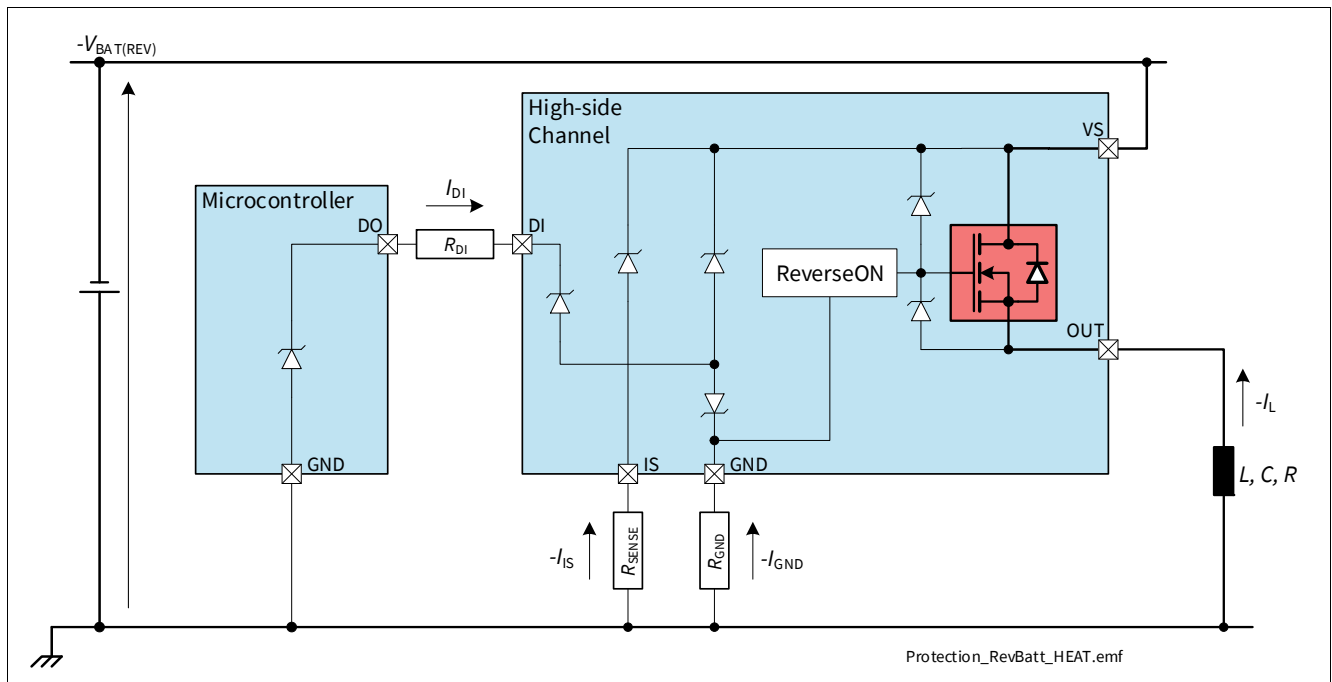 -VBAT(REV)
High-side
Channel
VS
Microcontroller
IDI
DO
RDI
DI
ReverseON
OUT
-IL
GND
IS
GND
L, C, R
-IIS
RSENSE
RGND
-IGND
Protection_RevBatt_HEAT.emf